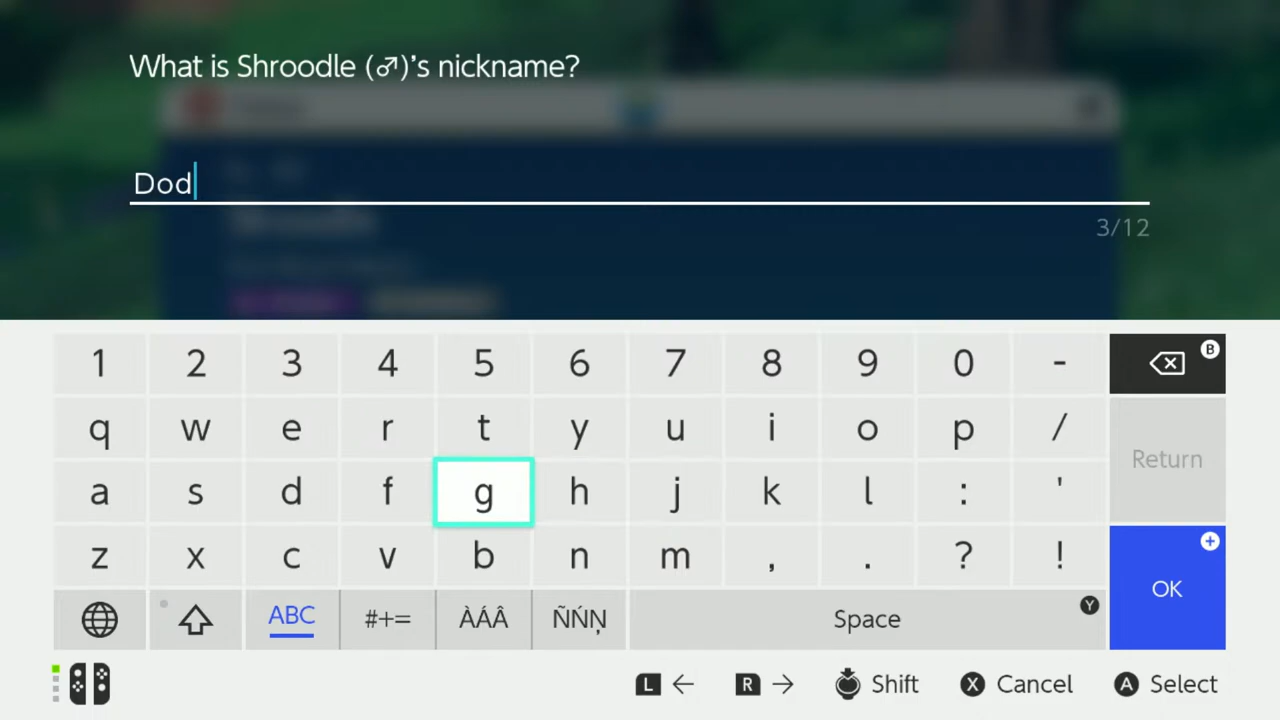 What is Shroodle (♂)'s nickname?
Dod
3/12
1 2 3 4 5 6 7 8 9 0 - B
q w e r t y u i o p / Return
a s d f g h j k l : '
z x c v b n m , . ? ! + OK
ABC #+= ÀÁÂ ÑŃŅ Space Y
L ← R → Shift X Cancel A Select